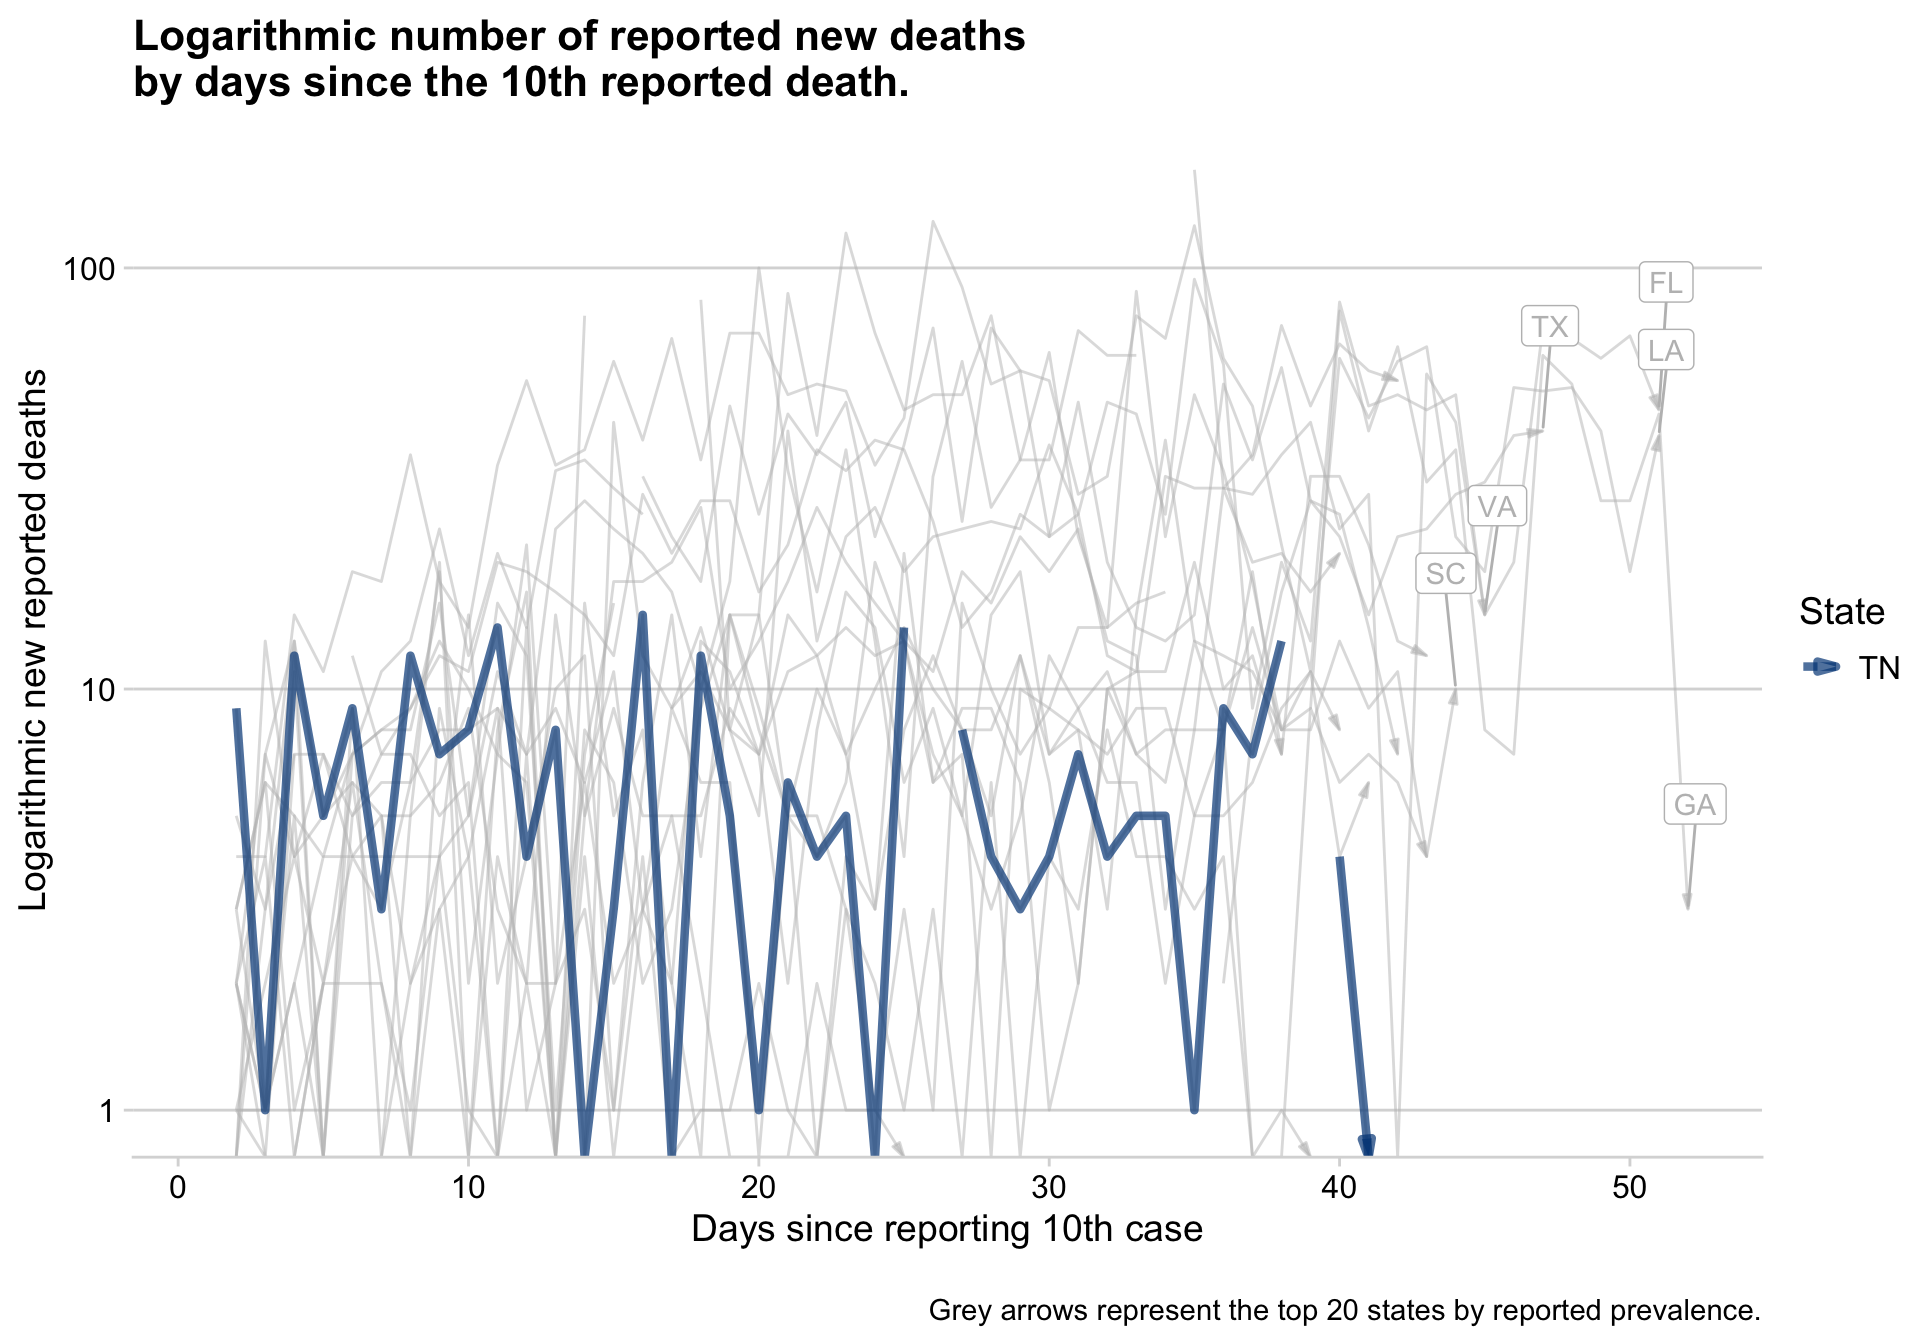 Logarithmic number of reported new deaths
by days since the 10th reported death.
Logarithmic new reported deaths
100
10
1
FL
TX
LA
VA
SC
GA
State
TN
0 10 20 30 40 50
Days since reporting 10th case
Grey arrows represent the top 20 states by reported prevalence.